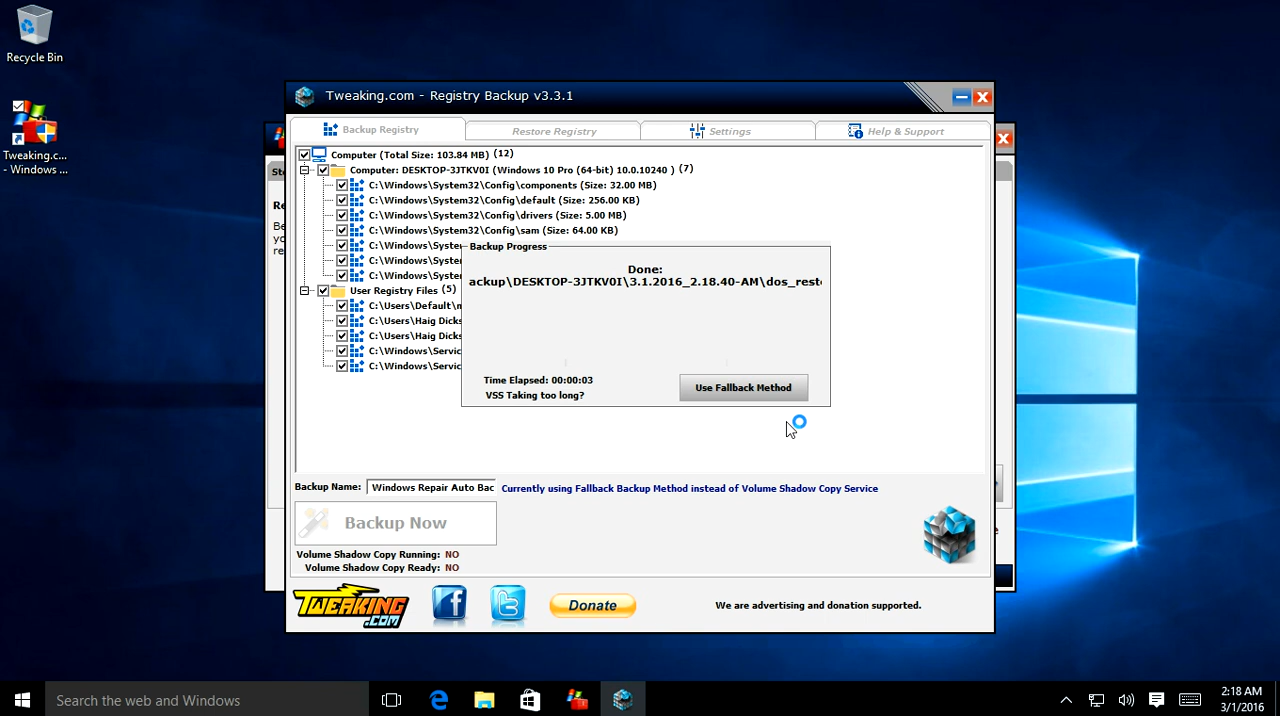 Recycle Bin
Tweaking.c...
- Windows ...
Tweaking.com - Registry Backup v3.3.1
Backup Registry
Restore Registry
Settings
Help & Support
Computer (Total Size: 103.84 MB) (12)
Computer: DESKTOP-3JTKV0I (Windows 10 Pro (64-bit) 10.0.10240 ) (7)
C:\Windows\System32\Config\components (Size: 32.00 MB)
C:\Windows\System32\Config\default (Size: 256.00 KB)
C:\Windows\System32\Config\drivers (Size: 5.00 MB)
C:\Windows\System32\Config\sam (Size: 64.00 KB)
C:\Windows\Syste
C:\Windows\Syste
C:\Windows\Syste
User Registry Files (5)
C:\Users\Default\n
C:\Users\Haig Dicks
C:\Users\Haig Dicks
C:\Windows\Servic
C:\Windows\Servic
Backup Progress
Done:
ackup\DESKTOP-3JTKV0I\3.1.2016_2.18.40-AM\dos_rest
Time Elapsed: 00:00:03
VSS Taking too long?
Use Fallback Method
Backup Name: Windows Repair Auto Bac
Currently using Fallback Backup Method instead of Volume Shadow Copy Service
Backup Now
Volume Shadow Copy Running: NO
Volume Shadow Copy Ready: NO
TWEAKING
.COM
Donate
We are advertising and donation supported.
Search the web and Windows
2:18 AM
3/1/2016